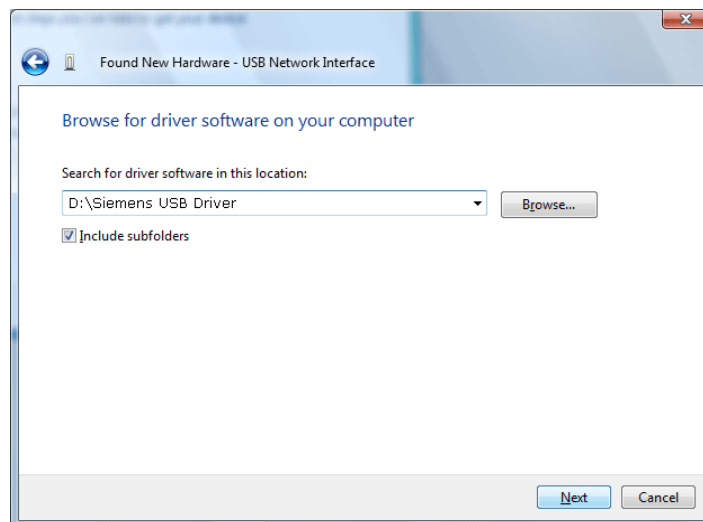 Found New Hardware - USB Network Interface
Browse for driver software on your computer
Search for driver software in this location:
D:\Siemens USB Driver
Browse...
Include subfolders
Next
Cancel